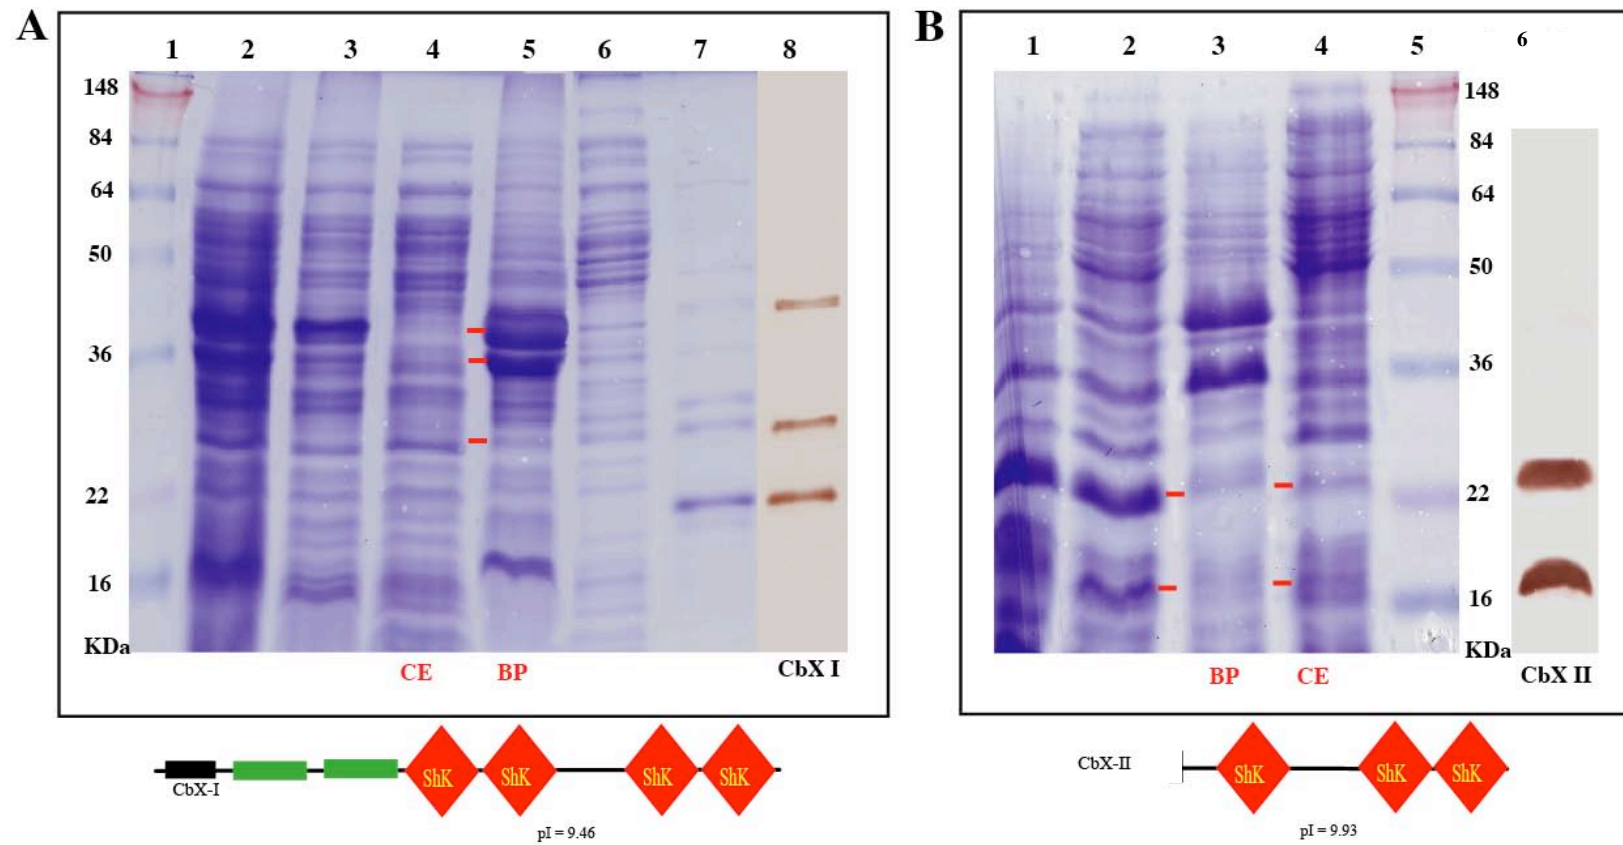 A
1 2 3 4 5 6 7 8
148
84
64
50
36
22
16
KDa
CE BP CbX I
CbX-I
ShK ShK ShK ShK
pI = 9.46
B
1 2 3 4 5 6
148
84
64
50
36
22
16
KDa
BP CE CbX II
CbX-II
ShK ShK ShK
pI = 9.93